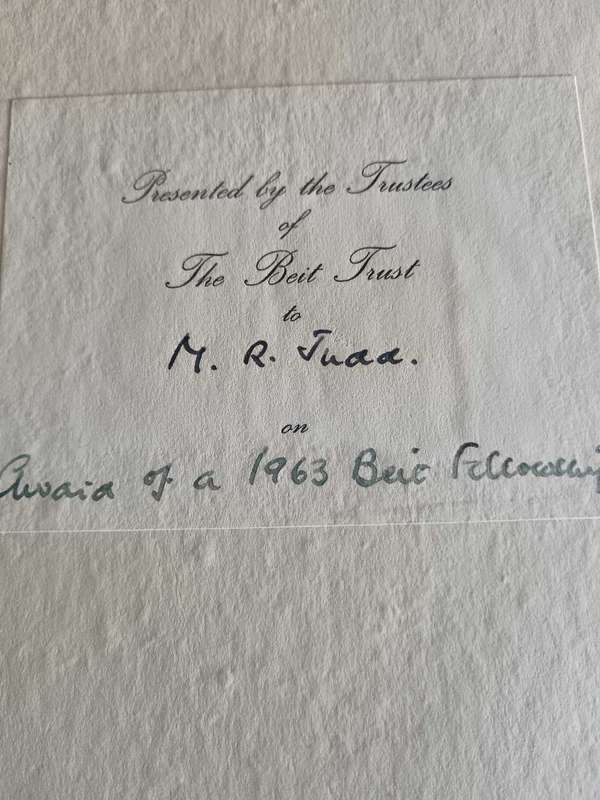 Presented by the Trustees
of
The Beit Trust
to
M. R. Judd.
on
Award of a 1963 Beit Fellowship